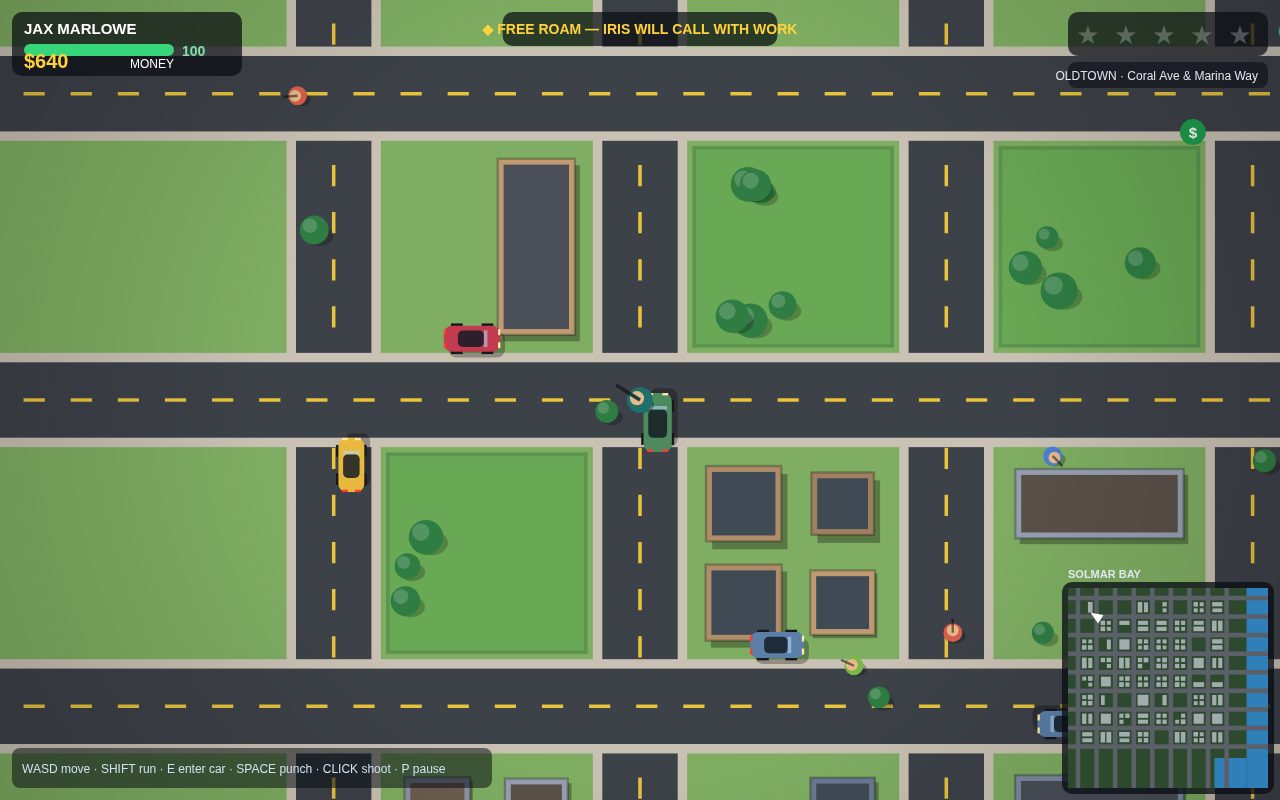 JAX MARLOWE
100
$640
MONEY
◆ FREE ROAM — IRIS WILL CALL WITH WORK
★ ★ ★ ★ ★
OLDTOWN · Coral Ave & Marina Way
$
SOLMAR BAY
WASD move · SHIFT run · E enter car · SPACE punch · CLICK shoot · P pause